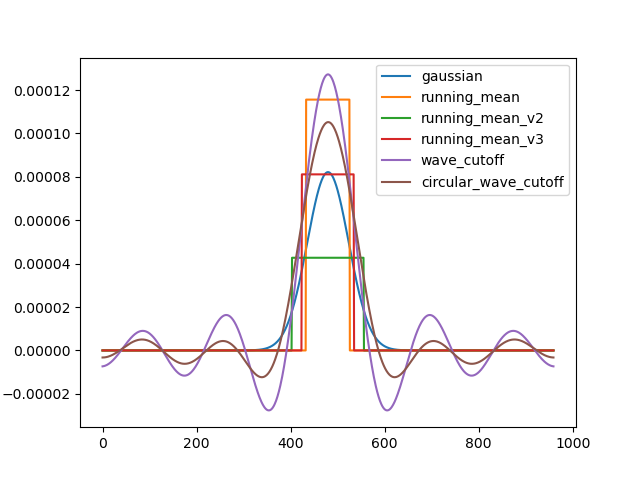 gaussian
running_mean
running_mean_v2
running_mean_v3
wave_cutoff
circular_wave_cutoff
0.00012
0.00010
0.00008
0.00006
0.00004
0.00002
0.00000
−0.00002
0 200 400 600 800 1000